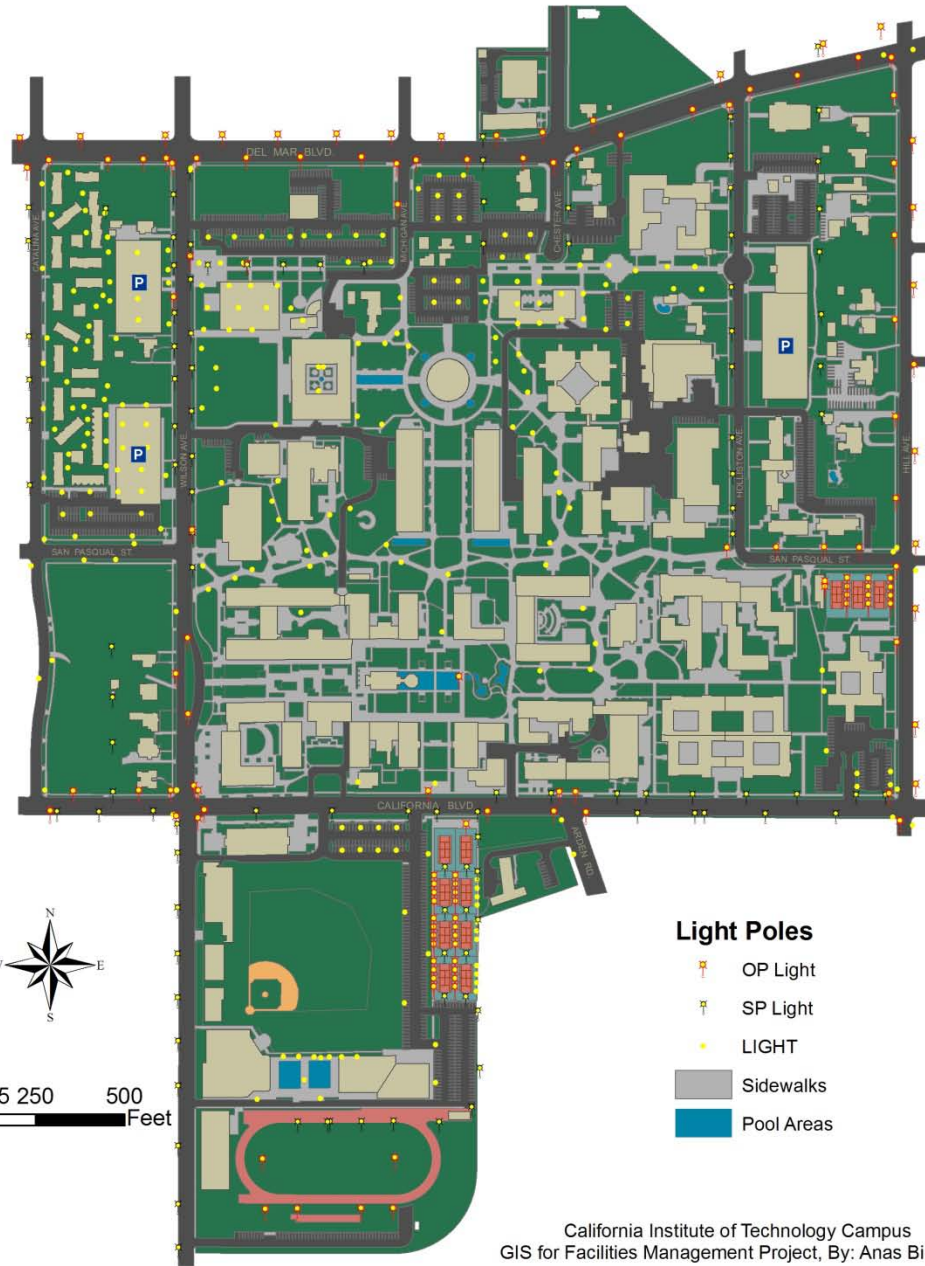 DEL MAR BLVD
CATALINA AVE
MICHIGAN AVE
CHESTER AVE
P
P
P
WILSON AVE
HOLLISTON AVE
HILL AVE
SAN PASQUAL ST.
SAN PASQUAL ST.
CALIFORNIA BLVD
ARDEN RD
N
E
S
5 250 500
Feet
Light Poles
OP Light
SP Light
LIGHT
Sidewalks
Pool Areas
California Institute of Technology Campus
GIS for Facilities Management Project, By: Anas Bi